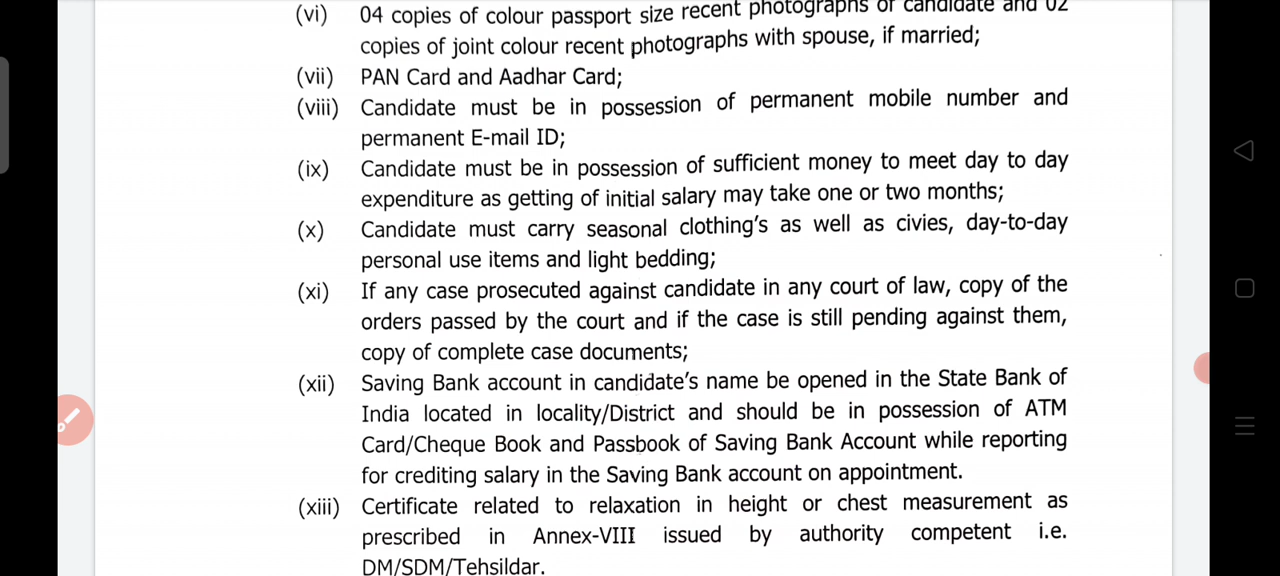 (vi) 04 copies of colour passport size recent photographs of candidate and 02
copies of joint colour recent photographs with spouse, if married;
(vii) PAN Card and Aadhar Card;
(viii) Candidate must be in possession of permanent mobile number and
permanent E-mail ID;
(ix) Candidate must be in possession of sufficient money to meet day to day
expenditure as getting of initial salary may take one or two months;
(x) Candidate must carry seasonal clothing's as well as civies, day-to-day
personal use items and light bedding;
(xi) If any case prosecuted against candidate in any court of law, copy of the
orders passed by the court and if the case is still pending against them,
copy of complete case documents;
(xii) Saving Bank account in candidate's name be opened in the State Bank of
India located in locality/District and should be in possession of ATM
Card/Cheque Book and Passbook of Saving Bank Account while reporting
for crediting salary in the Saving Bank account on appointment.
(xiii) Certificate related to relaxation in height or chest measurement as
prescribed in Annex-VIII issued by authority competent i.e.
DM/SDM/Tehsildar.